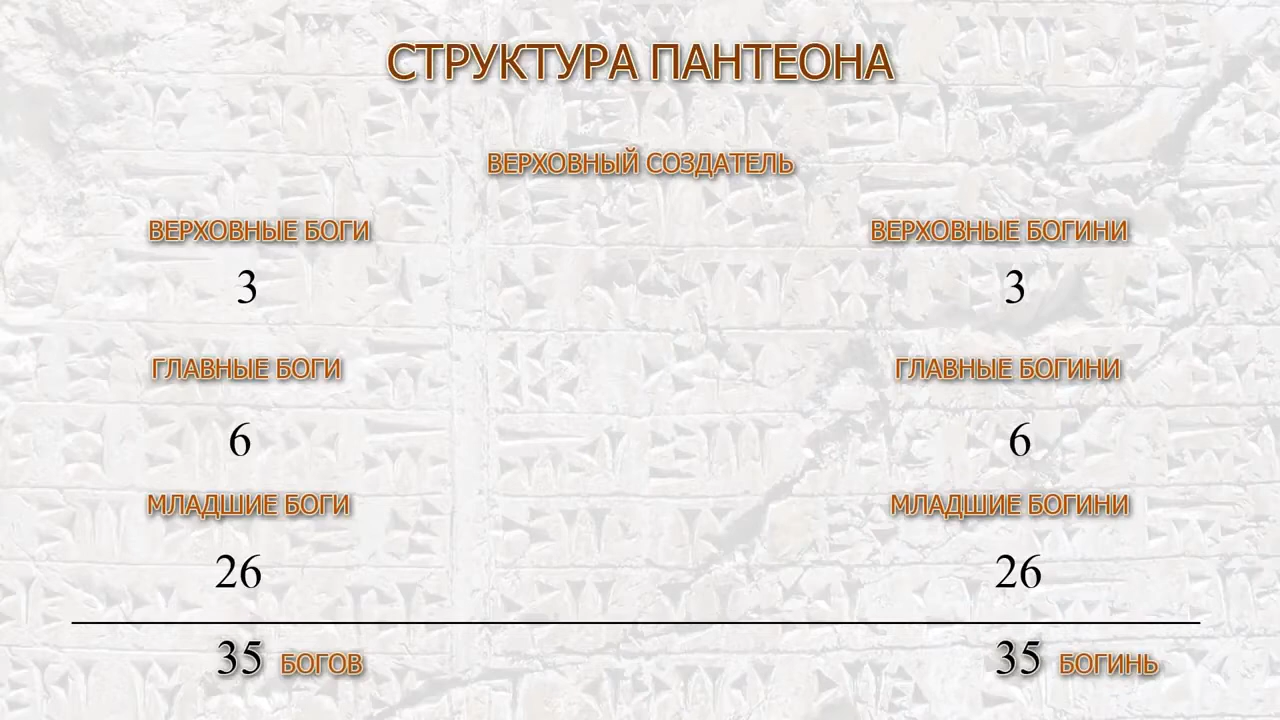 СТРУКТУРА ПАНТЕОНА
ВЕРХОВНЫЙ СОЗДАТЕЛЬ
ВЕРХОВНЫЕ БОГИ
ВЕРХОВНЫЕ БОГИНИ
3
3
ГЛАВНЫЕ БОГИ
ГЛАВНЫЕ БОГИНИ
6
6
МЛАДШИЕ БОГИ
МЛАДШИЕ БОГИНИ
26
26
35 БОГОВ
35 БОГИНЬ